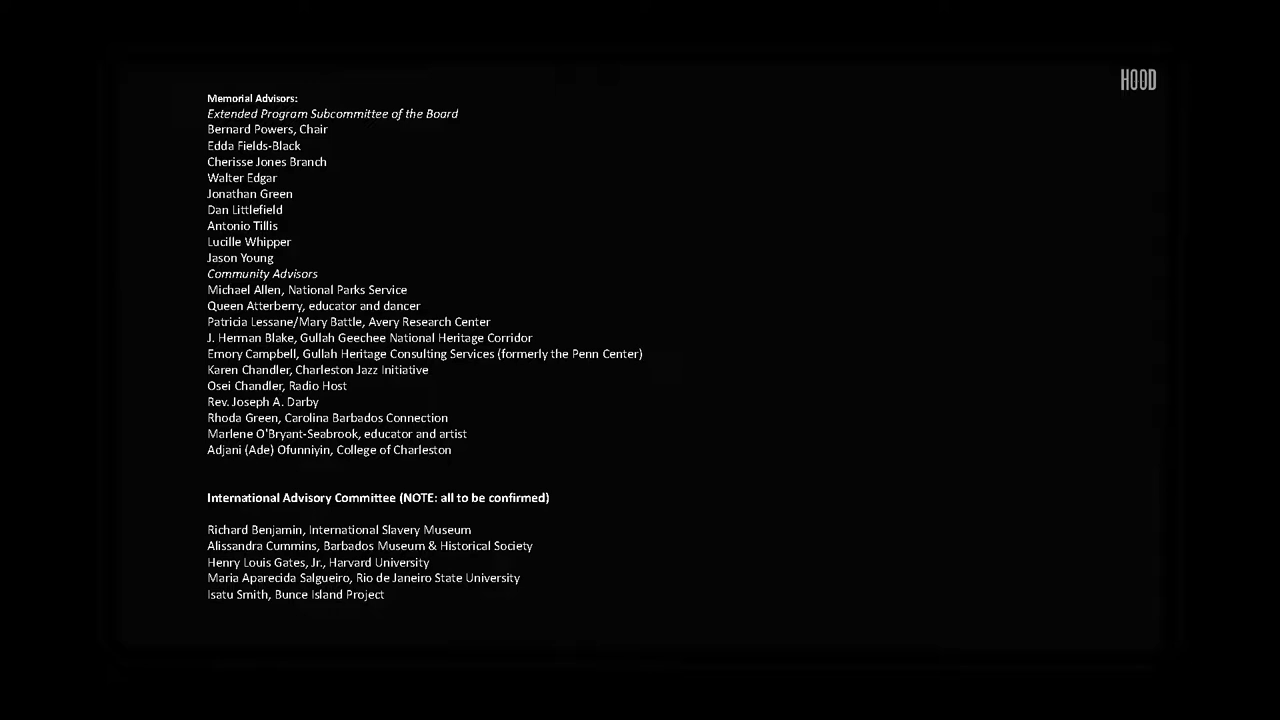 HOOD
Memorial Advisors:
Extended Program Subcommittee of the Board
Bernard Powers, Chair
Edda Fields-Black
Cherisse Jones Branch
Walter Edgar
Jonathan Green
Dan Littlefield
Antonio Tillis
Lucille Whipper
Jason Young
Community Advisors
Michael Allen, National Parks Service
Queen Atterberry, educator and dancer
Patricia Lessane/Mary Battle, Avery Research Center
J. Herman Blake, Gullah Geechee National Heritage Corridor
Emory Campbell, Gullah Heritage Consulting Services (formerly the Penn Center)
Karen Chandler, Charleston Jazz Initiative
Osei Chandler, Radio Host
Rev. Joseph A. Darby
Rhoda Green, Carolina Barbados Connection
Marlene O'Bryant-Seabrook, educator and artist
Adjani (Ade) Ofunniyin, College of Charleston
International Advisory Committee (NOTE: all to be confirmed)
Richard Benjamin, International Slavery Museum
Alissandra Cummins, Barbados Museum & Historical Society
Henry Louis Gates, Jr., Harvard University
Maria Aparecida Salgueiro, Rio de Janeiro State University
Isatu Smith, Bunce Island Project